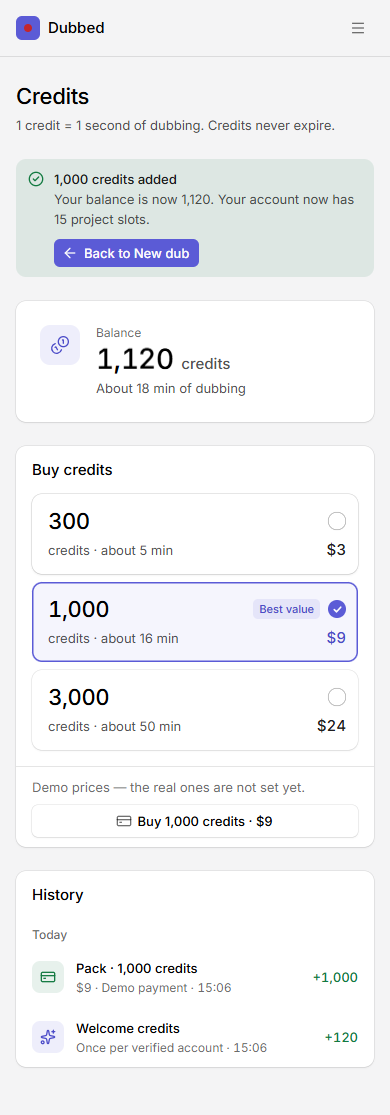 Dubbed
Credits
1 credit = 1 second of dubbing. Credits never expire.
1,000 credits added
Your balance is now 1,120. Your account now has
15 project slots.
Back to New dub
Balance
1,120 credits
About 18 min of dubbing
Buy credits
300
credits · about 5 min
$3
1,000
Best value
credits · about 16 min
$9
3,000
credits · about 50 min
$24
Demo prices — the real ones are not set yet.
Buy 1,000 credits · $9
History
Today
Pack · 1,000 credits
$9 · Demo payment · 15:06
+1,000
Welcome credits
Once per verified account · 15:06
+120